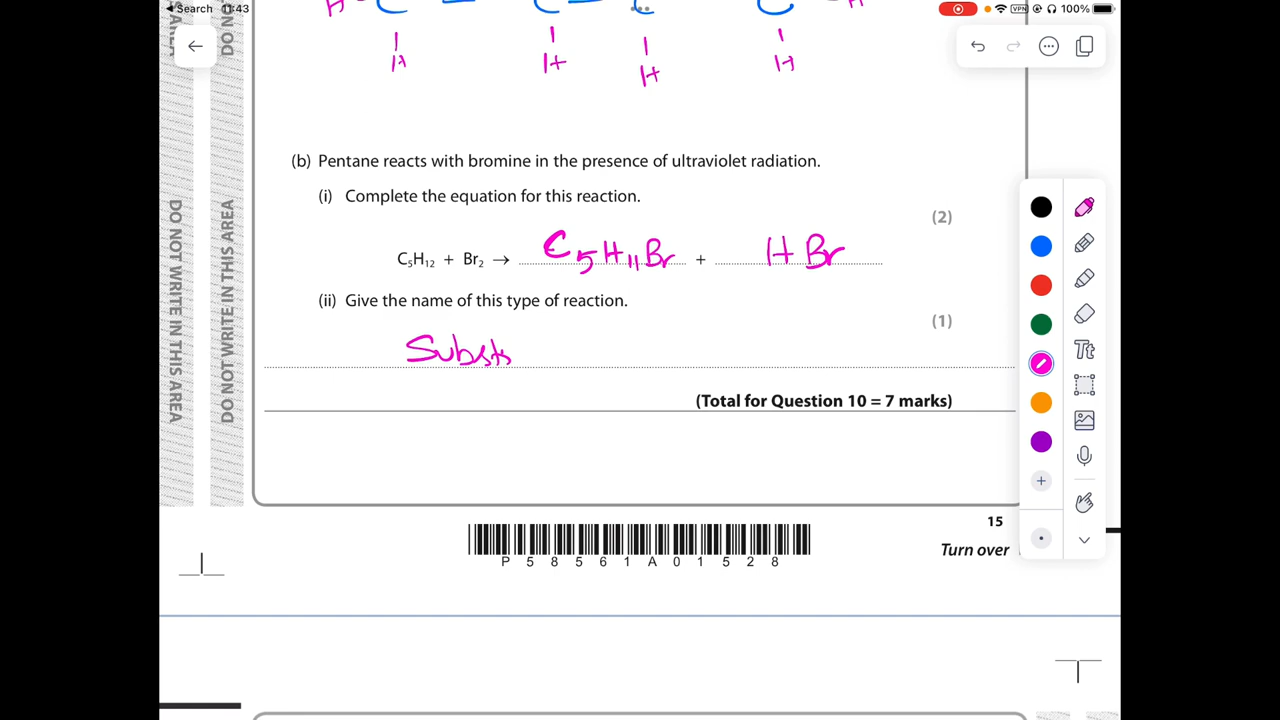 Search 11:43
100%
H C C C C H
H H H H
(b) Pentane reacts with bromine in the presence of ultraviolet radiation.
(i) Complete the equation for this reaction.
(2)
C₅H₁₂ + Br₂ → C₅H₁₁Br + HBr
(ii) Give the name of this type of reaction.
(1)
Substi
(Total for Question 10 = 7 marks)
DO NOT WRITE IN THIS AREA
DO NOT WRITE IN THIS AREA
Tt
15
P 5 8 5 6 1 A 0 1 5 2 8
Turn over